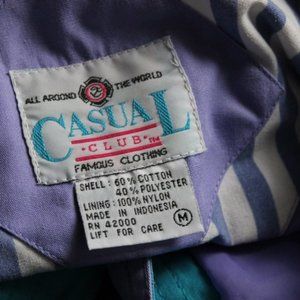 ALL AROUND THE WORLD
CASUAL
• CLUB • TM
FAMOUS CLOTHING
SHELL: 60% COTTON
40% POLYESTER
LINING: 100% NYLON
MADE IN INDONESIA
RN 42000 M
LIFT FOR CARE